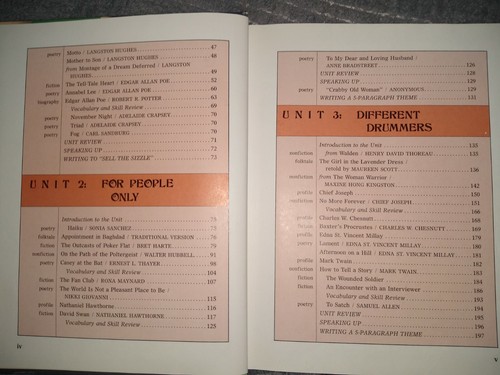 poetry Motto / LANGSTON HUGHES 47
Mother to Son / LANGSTON HUGHES 48
from Montage of a Dream Deferred / LANGSTON
HUGHES 49
fiction The Tell-Tale Heart / EDGAR ALLAN POE 52
poetry Annabel Lee / EDGAR ALLAN POE 60
biography Edgar Allan Poe / ROBERT R. POTTER 63
Vocabulary and Skill Review 69
poetry November Night / ADELAIDE CRAPSEY 70
poetry Triad / ADELAIDE CRAPSEY 70
poetry Fog / CARL SANDBURG 70
UNIT REVIEW 71
SPEAKING UP 72
WRITING TO "SELL THE SIZZLE" 73
UNIT 2: FOR PEOPLE
ONLY
Introduction to the Unit 75
poetry Haiku / SONIA SANCHEZ
folktale Appointment in Baghdad / TRADITIONAL VERSION 76
fiction The Outcasts of Poker Flat / BRET HARTE 79
nonfiction On the Path of the Poltergeist / WALTER HUBBELL 91
poetry Casey at the Bat / ERNEST L. THAYER 98
Vocabulary and Skill Review 104
fiction The Fan Club / RONA MAYNARD 107
poetry The World Is Not a Pleasant Place to Be /
NIKKI GIOVANNI 115
profile Nathaniel Hawthorne 116
fiction David Swan / NATHANIEL HAWTHORNE 117
Vocabulary and Skill Review 125
iv
poetry To My Dear and Loving Husband /
ANNE BRADSTREET 126
UNIT REVIEW 128
SPEAKING UP 129
poetry "Crabby Old Woman" / ANONYMOUS 129
WRITING A 5-PARAGRAPH THEME 131
UNIT 3: DIFFERENT
DRUMMERS
Introduction to the Unit 135
nonfiction from Walden / HENRY DAVID THOREAU 135
folktale The Girl in the Lavender Dress /
retold by MAUREEN SCOTT 136
nonfiction from The Woman Warrior /
MAXINE HONG KINGSTON 142
profile Chief Joseph 150
nonfiction No More Forever / CHIEF JOSEPH 151
Vocabulary and Skill Review 166
profile Charles W. Chesnutt
fiction Baxter's Procrustes / CHARLES W. CHESNUTT
profile Edna St. Vincent Millay 179
poetry Lament / EDNA ST. VINCENT MILLAY 180
Afternoon on a Hill / EDNA ST. VINCENT MILLAY 181
profile Mark Twain 182
nonfiction How to Tell a Story / MARK TWAIN 183
fiction The Wounded Soldier
fiction An Encounter with an Interviewer
Vocabulary and Skill Review 193
poetry To Satch / SAMUEL ALLEN 194
UNIT REVIEW 195
SPEAKING UP 196
WRITING A 5-PARAGRAPH THEME 197
v